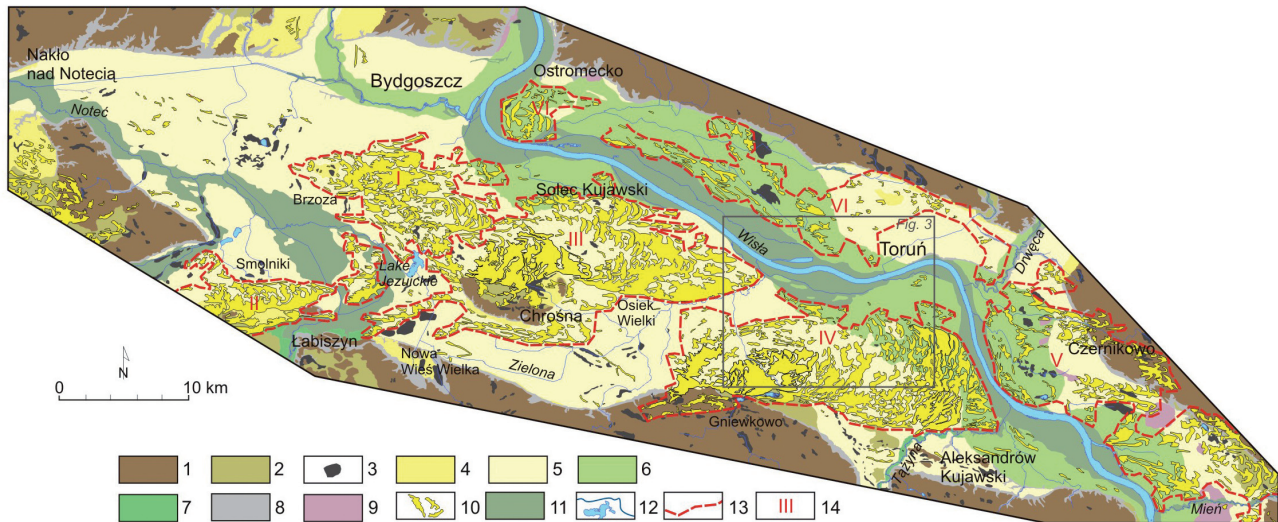 Nakło
nad Notecią
Noteć
Bydgoszcz
Ostromecko
VI
I
Brzoza
Solec Kujawski
III
VI
Fig. 3
Wisła
Toruń
Drwęca
Smolniki
Lake
Jezuickie
II
Łabiszyn
Chrośna
Osiek
Wielki
IV
V
Czernikowo
Nowa
Wieś Wielka
Zielona
Gniewkowo
Tążyna
Aleksandrów
Kujawski
Mień
N
0 10 km
1 2 3 4 5 6
7 8 9 10 11 12 13 III 14